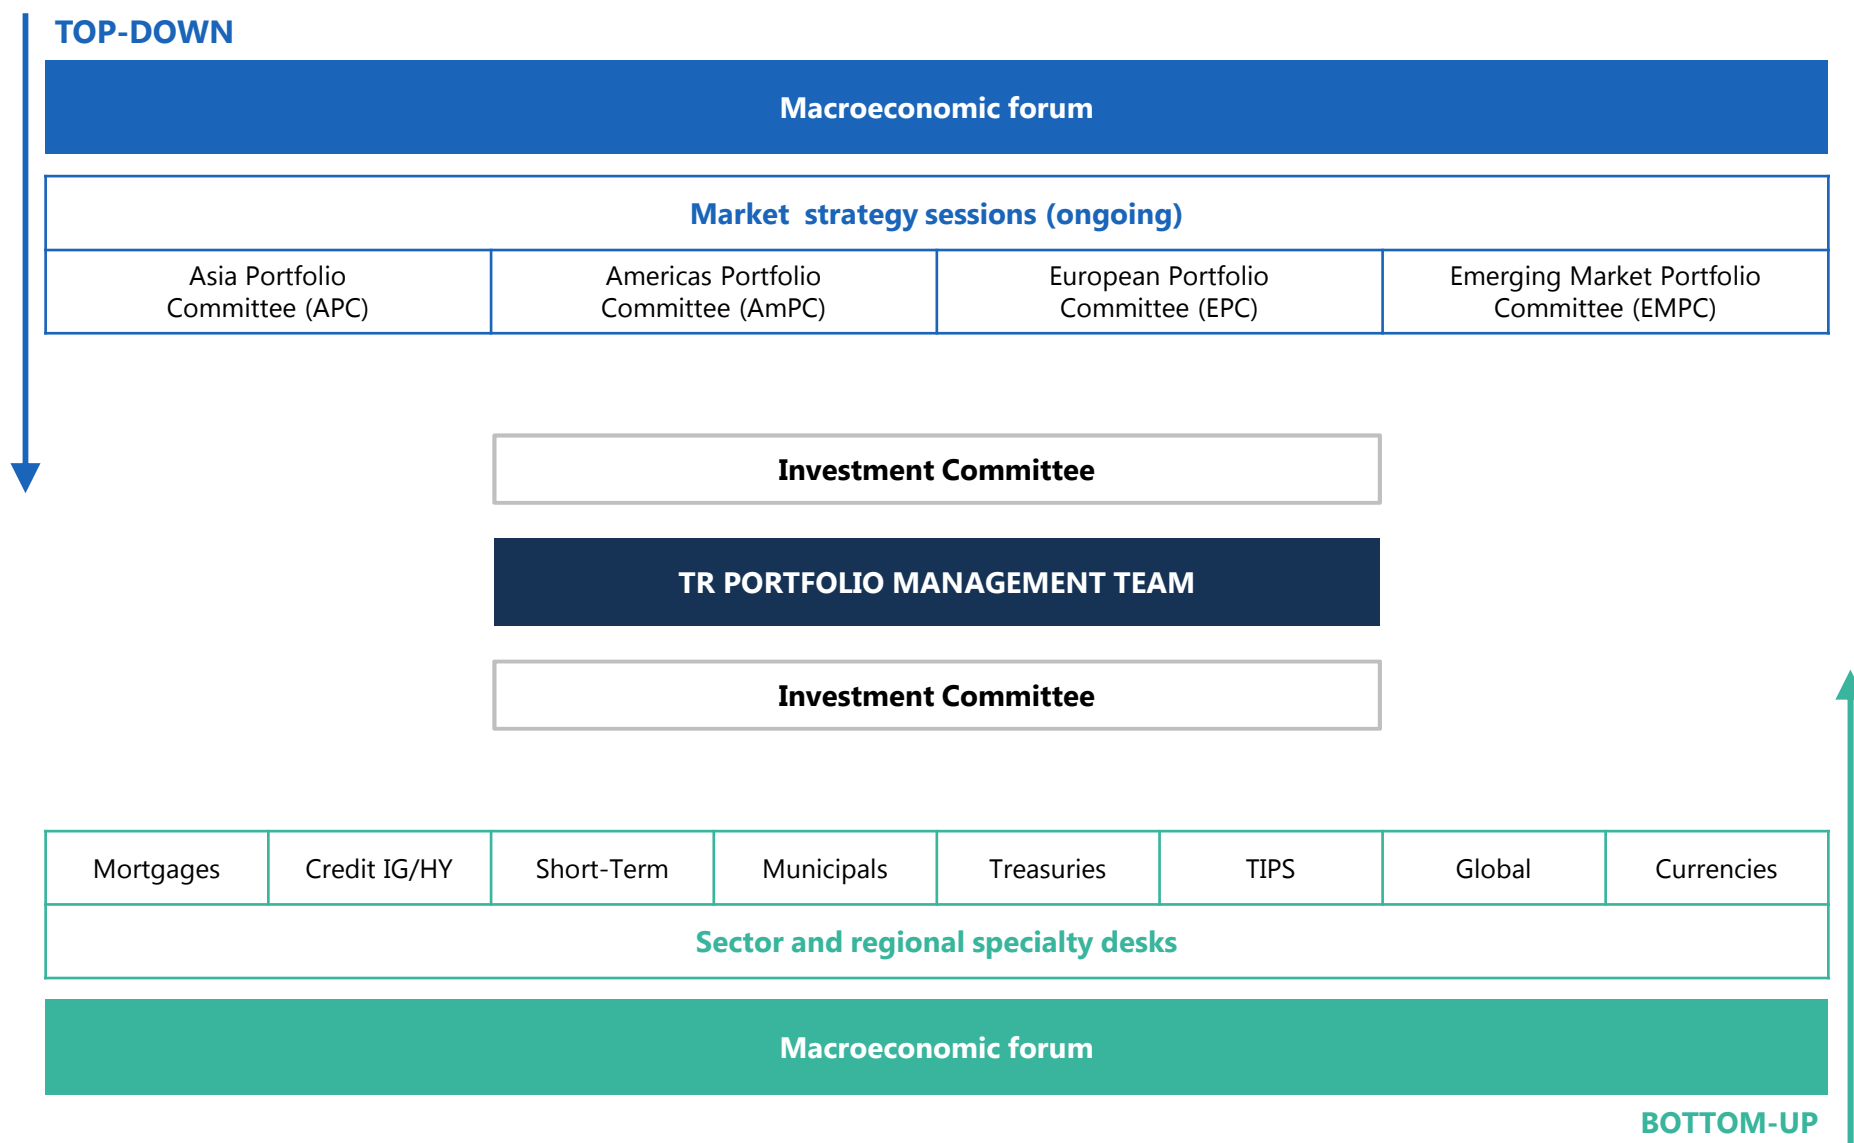 TOP-DOWN
Macroeconomic forum
Market strategy sessions (ongoing)
Asia Portfolio
Committee (APC)
Americas Portfolio
Committee (AmPC)
European Portfolio
Committee (EPC)
Emerging Market Portfolio
Committee (EMPC)
Investment Committee
TR PORTFOLIO MANAGEMENT TEAM
Investment Committee
Mortgages
Credit IG/HY
Short-Term
Municipals
Treasuries
TIPS
Global
Currencies
Sector and regional specialty desks
Macroeconomic forum
BOTTOM-UP